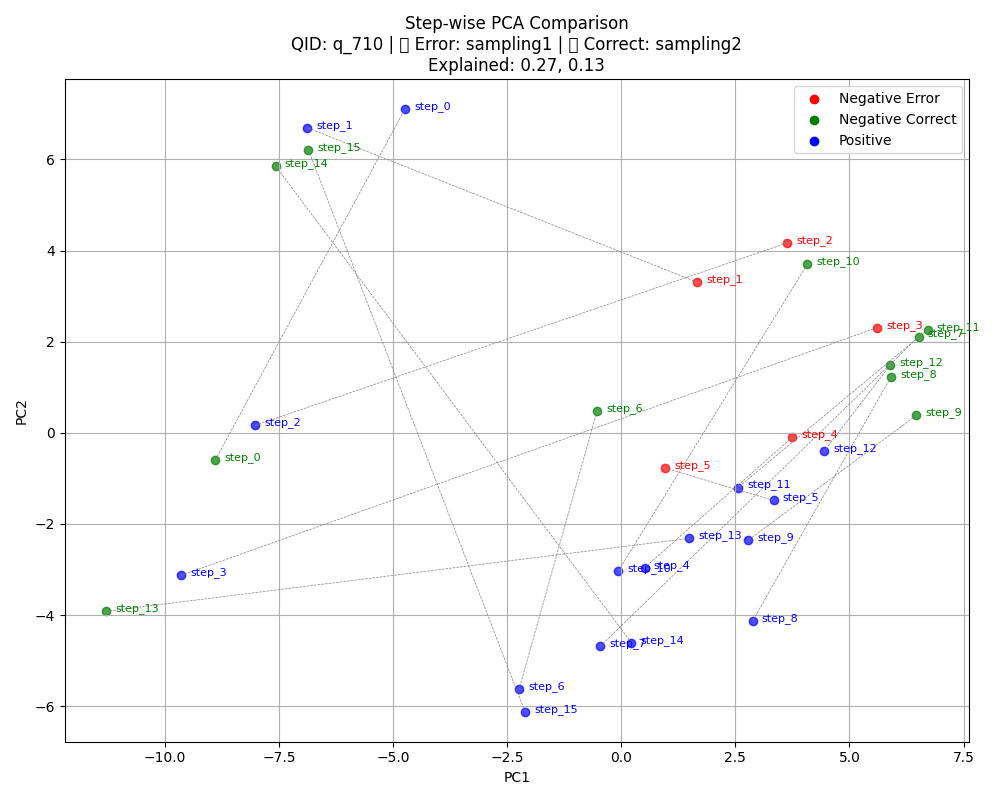 Step-wise PCA Comparison
QID: q_710 | Error: sampling1 | Correct: sampling2
Explained: 0.27, 0.13
Negative Error
Negative Correct
Positive
step_0
step_1
step_15
step_14
step_2
step_10
step_1
step_3
step_11
step_7
step_12
step_8
step_6
step_9
step_2
step_4
step_12
step_0
step_5
step_11
step_5
step_13
step_9
step_4
step_10
step_3
step_13
step_8
step_14
step_7
step_6
step_15
6
4
2
0
−2
−4
−6
PC2
−10.0
−7.5
−5.0
−2.5
0.0
2.5
5.0
7.5
PC1